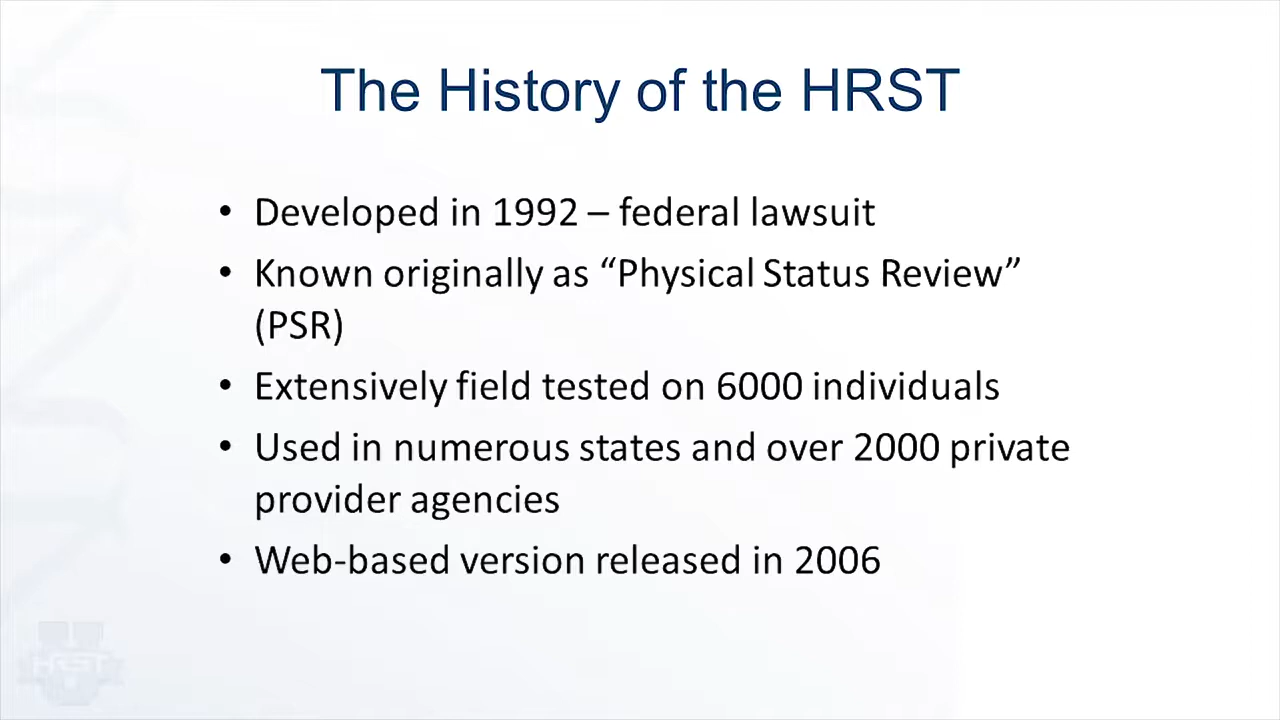 The History of the HRST
• Developed in 1992 – federal lawsuit
• Known originally as “Physical Status Review”
(PSR)
• Extensively field tested on 6000 individuals
• Used in numerous states and over 2000 private
provider agencies
• Web-based version released in 2006
HRST